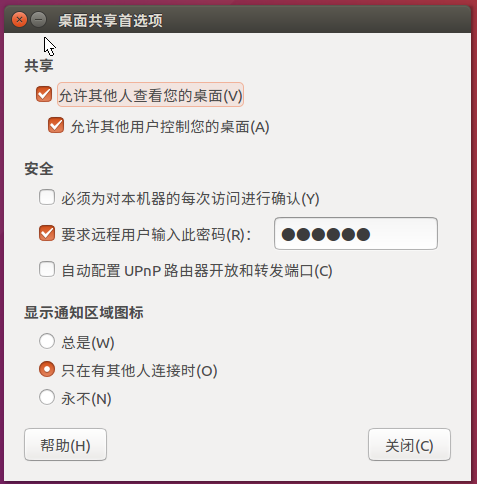 桌面共享首选项
共享
允许其他人查看您的桌面(V)
允许其他用户控制您的桌面(A)
安全
必须为对本机器的每次访问进行确认(Y)
要求远程用户输入此密码(R): ●●●●●●
自动配置 UPnP 路由器开放和转发端口(C)
显示通知区域图标
总是(W)
只在有其他人连接时(O)
永不(N)
帮助(H) 关闭(C)